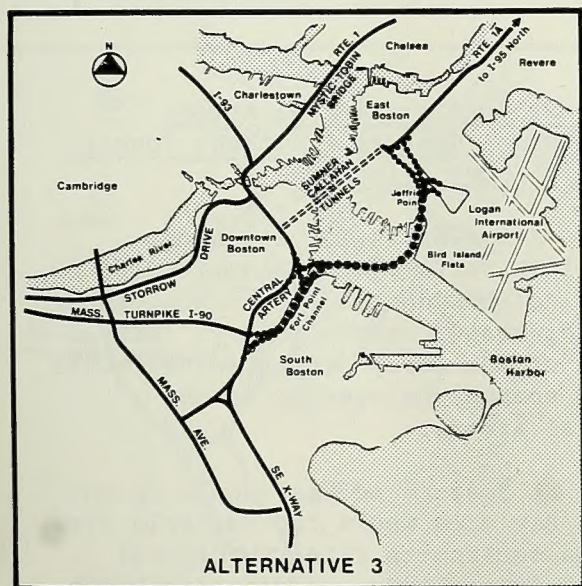 N
Chelsea
RTE. 1
RTE. 1A
to I-95 North
Revere
MYSTIC-TOBIN
BRIDGE
Charlestown
I-93
East
Boston
Cambridge
SUMNER
CALLAHAN
TUNNELS
Jeffries
Point
Logan
International
Airport
Charles River
DRIVE
Downtown
Boston
Bird Island
Flats
STORROW
CENTRAL
ARTERY
MASS. TURNPIKE I-90
Fort Point
Channel
South
Boston
Boston
Harbor
MASS.
AVE.
SE X-WAY
ALTERNATIVE 3